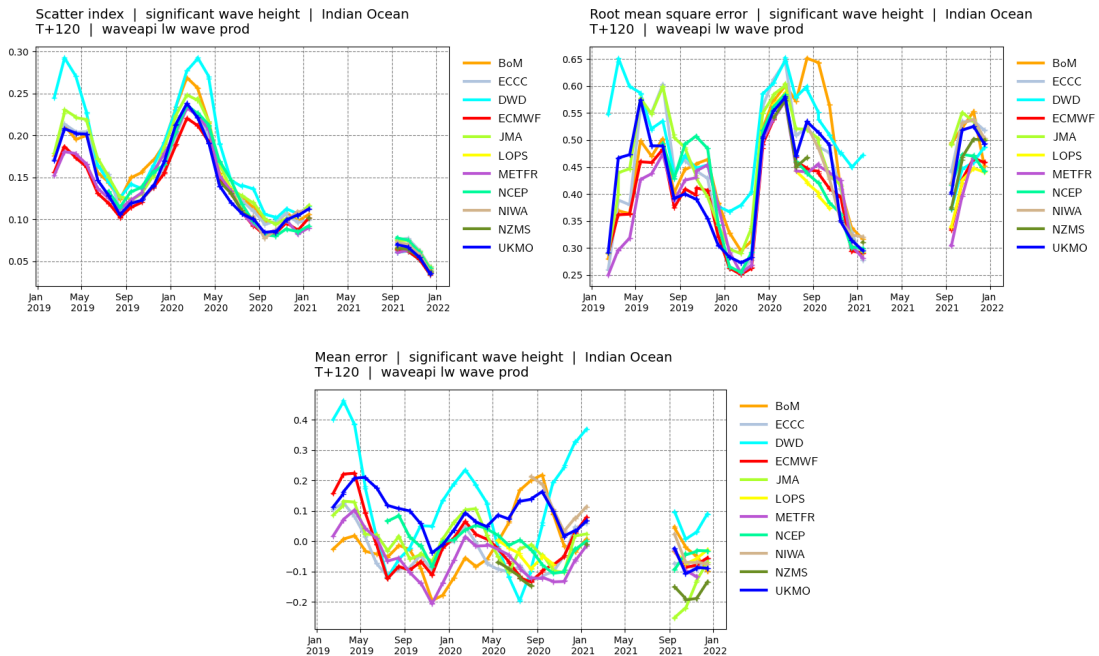 Scatter index | significant wave height | Indian Ocean
T+120 | waveapi lw wave prod
0.30
0.25
0.20
0.15
0.10
0.05
Jan May Sep Jan May Sep Jan May Sep Jan
2019 2019 2019 2020 2020 2020 2021 2021 2021 2022
BoM
ECCC
DWD
ECMWF
JMA
LOPS
METFR
NCEP
NIWA
NZMS
UKMO
Root mean square error | significant wave height | Indian Ocean
T+120 | waveapi lw wave prod
0.65
0.60
0.55
0.50
0.45
0.40
0.35
0.30
0.25
Jan May Sep Jan May Sep Jan May Sep Jan
2019 2019 2019 2020 2020 2020 2021 2021 2021 2022
BoM
ECCC
DWD
ECMWF
JMA
LOPS
METFR
NCEP
NIWA
NZMS
UKMO
Mean error | significant wave height | Indian Ocean
T+120 | waveapi lw wave prod
0.4
0.3
0.2
0.1
0.0
−0.1
−0.2
Jan May Sep Jan May Sep Jan May Sep Jan
2019 2019 2019 2020 2020 2020 2021 2021 2021 2022
BoM
ECCC
DWD
ECMWF
JMA
LOPS
METFR
NCEP
NIWA
NZMS
UKMO